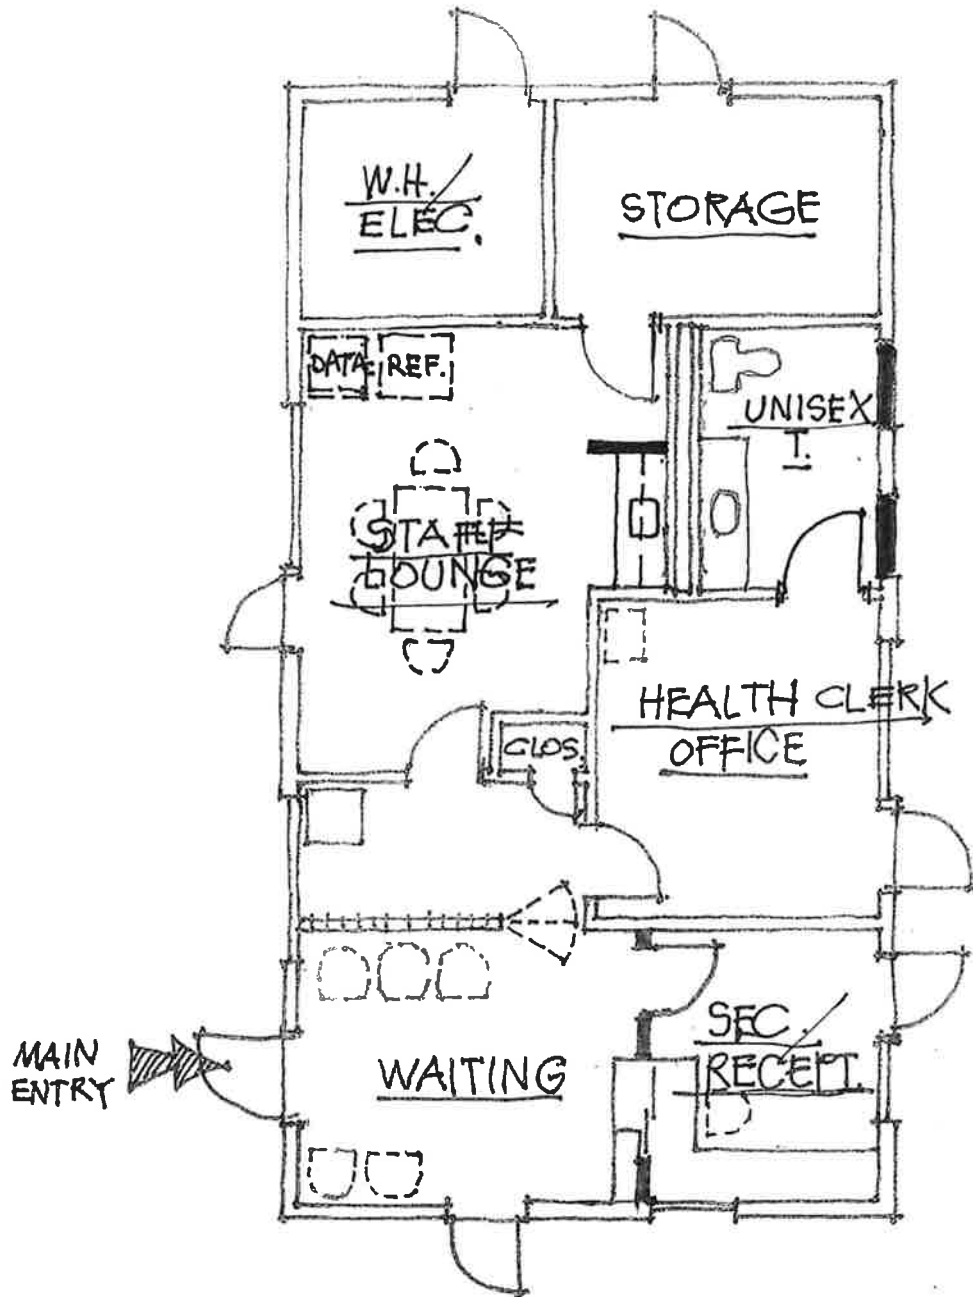 W.H./
ELEC.
STORAGE
DATA
REF.
UNISEX
T.
STAFF
LOUNGE
HEALTH CLERK
OFFICE
CLOS.
MAIN
ENTRY
WAITING
SEC./
RECEPT.